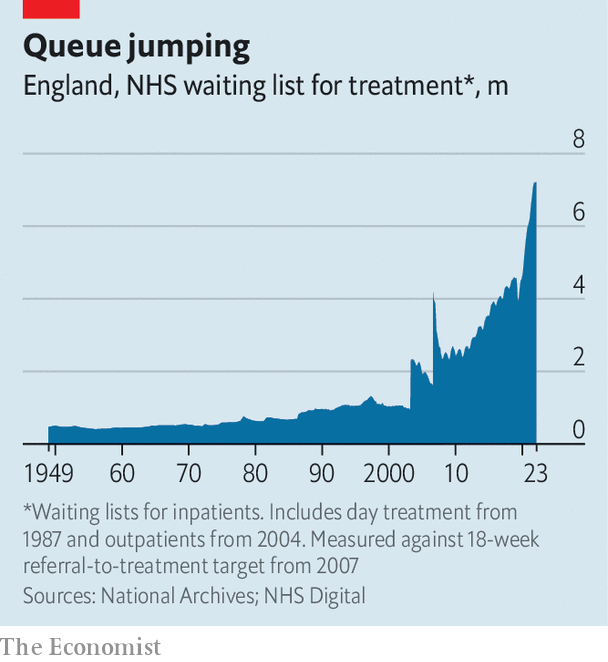 Queue jumping
England, NHS waiting list for treatment*, m
8
6
4
2
0
1949 60 70 80 90 2000 10 23
*Waiting lists for inpatients. Includes day treatment from
1987 and outpatients from 2004. Measured against 18-week
referral-to-treatment target from 2007
Sources: National Archives; NHS Digital
The Economist